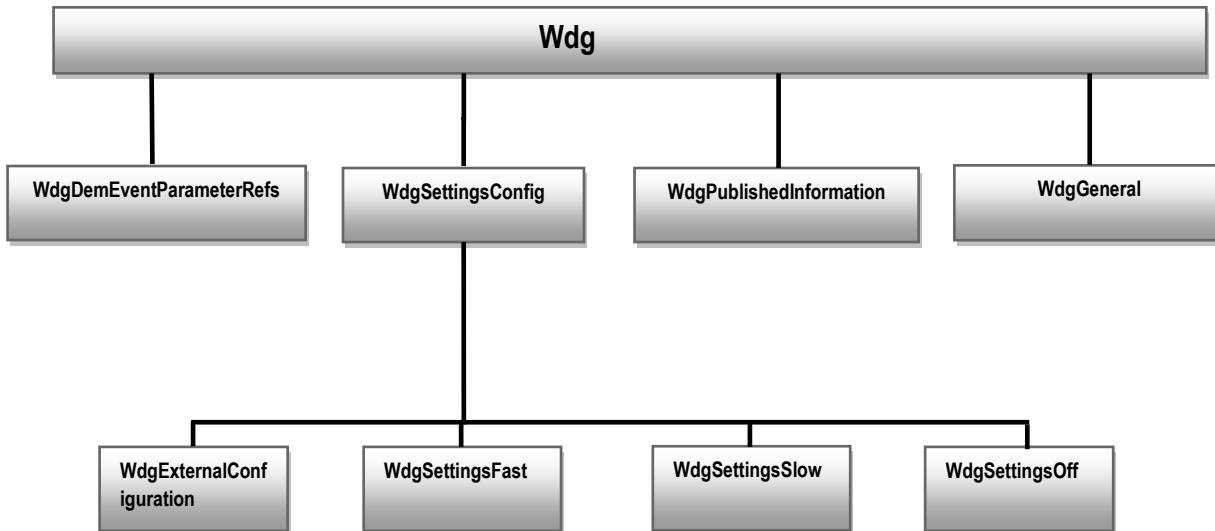 Wdg
WdgDemEventParameterRefs
WdgSettingsConfig
WdgPublishedInformation
WdgGeneral
WdgExternalConf
iguration
WdgSettingsFast
WdgSettingsSlow
WdgSettingsOff